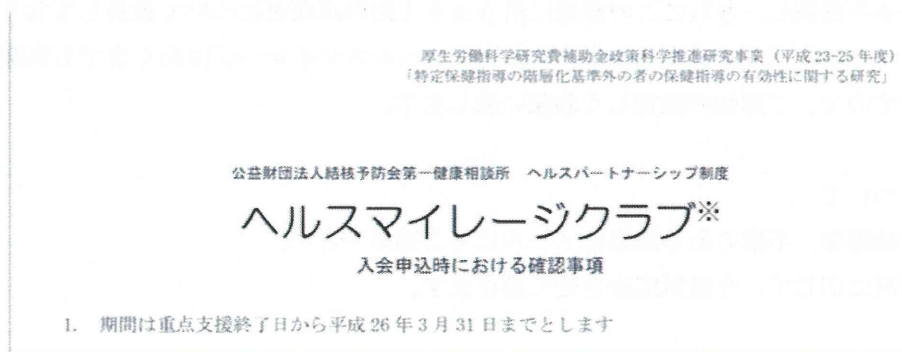 厚生労働科学研究費補助金政策科学推進研究事業（平成23-25年度）
「特定保健指導の階層化基準外の者の保健指導の有効性に関する研究」
公益財団法人結核予防会第一健康相談所　ヘルスパートナーシップ制度
ヘルスマイレージクラブ※
入会申込時における確認事項
1.　期間は重点支援終了日から平成26年3月31日までとします